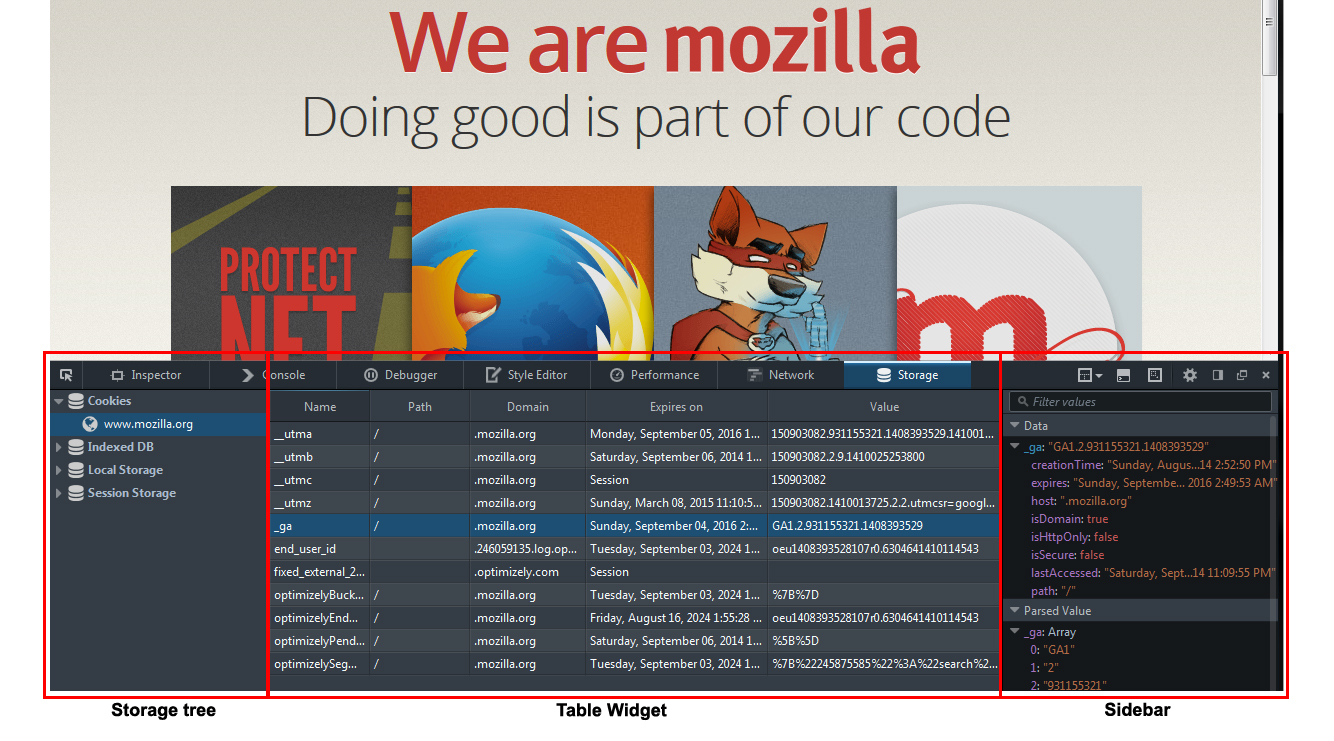 We are mozilla
Doing good is part of our code
PROTECT
NET
m
Inspector Console Debugger Style Editor Performance Network Storage
Cookies
www.mozilla.org
Indexed DB
Local Storage
Session Storage
Name Path Domain Expires on Value
__utma / .mozilla.org Monday, September 05, 2016 1... 150903082.931155321.1408393529.141001...
__utmb / .mozilla.org Saturday, September 06, 2014 1... 150903082.2.9.1410025253800
__utmc / .mozilla.org Session 150903082
__utmz / .mozilla.org Sunday, March 08, 2015 11:10:5... 150903082.1410013725.2.2.utmcsr=googl...
_ga / .mozilla.org Sunday, September 04, 2016 2:... GA1.2.931155321.1408393529
end_user_id .246059135.log.op... Tuesday, September 03, 2024 1... oeu1408393528107r0.6304641410114543
fixed_external_2... .optimizely.com Session
optimizelyBuck... / .mozilla.org Tuesday, September 03, 2024 1... %7B%7D
optimizelyEnd... / .mozilla.org Friday, August 16, 2024 1:55:28 ... oeu1408393528107r0.6304641410114543
optimizelyPend... / .mozilla.org Saturday, September 06, 2014 1... %5B%5D
optimizelySeg... / .mozilla.org Tuesday, September 03, 2024 1... %7B%22245875585%22%3A%22search%2...
Filter values
Data
_ga: "GA1.2.931155321.1408393529"
creationTime: "Sunday, Augus...14 2:52:50 PM"
expires: "Sunday, Septembe... 2016 2:49:53 AM"
host: ".mozilla.org"
isDomain: true
isHttpOnly: false
isSecure: false
lastAccessed: "Saturday, Sept...14 11:09:55 PM"
path: "/"
Parsed Value
_ga: Array
0: "GA1"
1: "2"
2: "931155321"
Storage tree
Table Widget
Sidebar